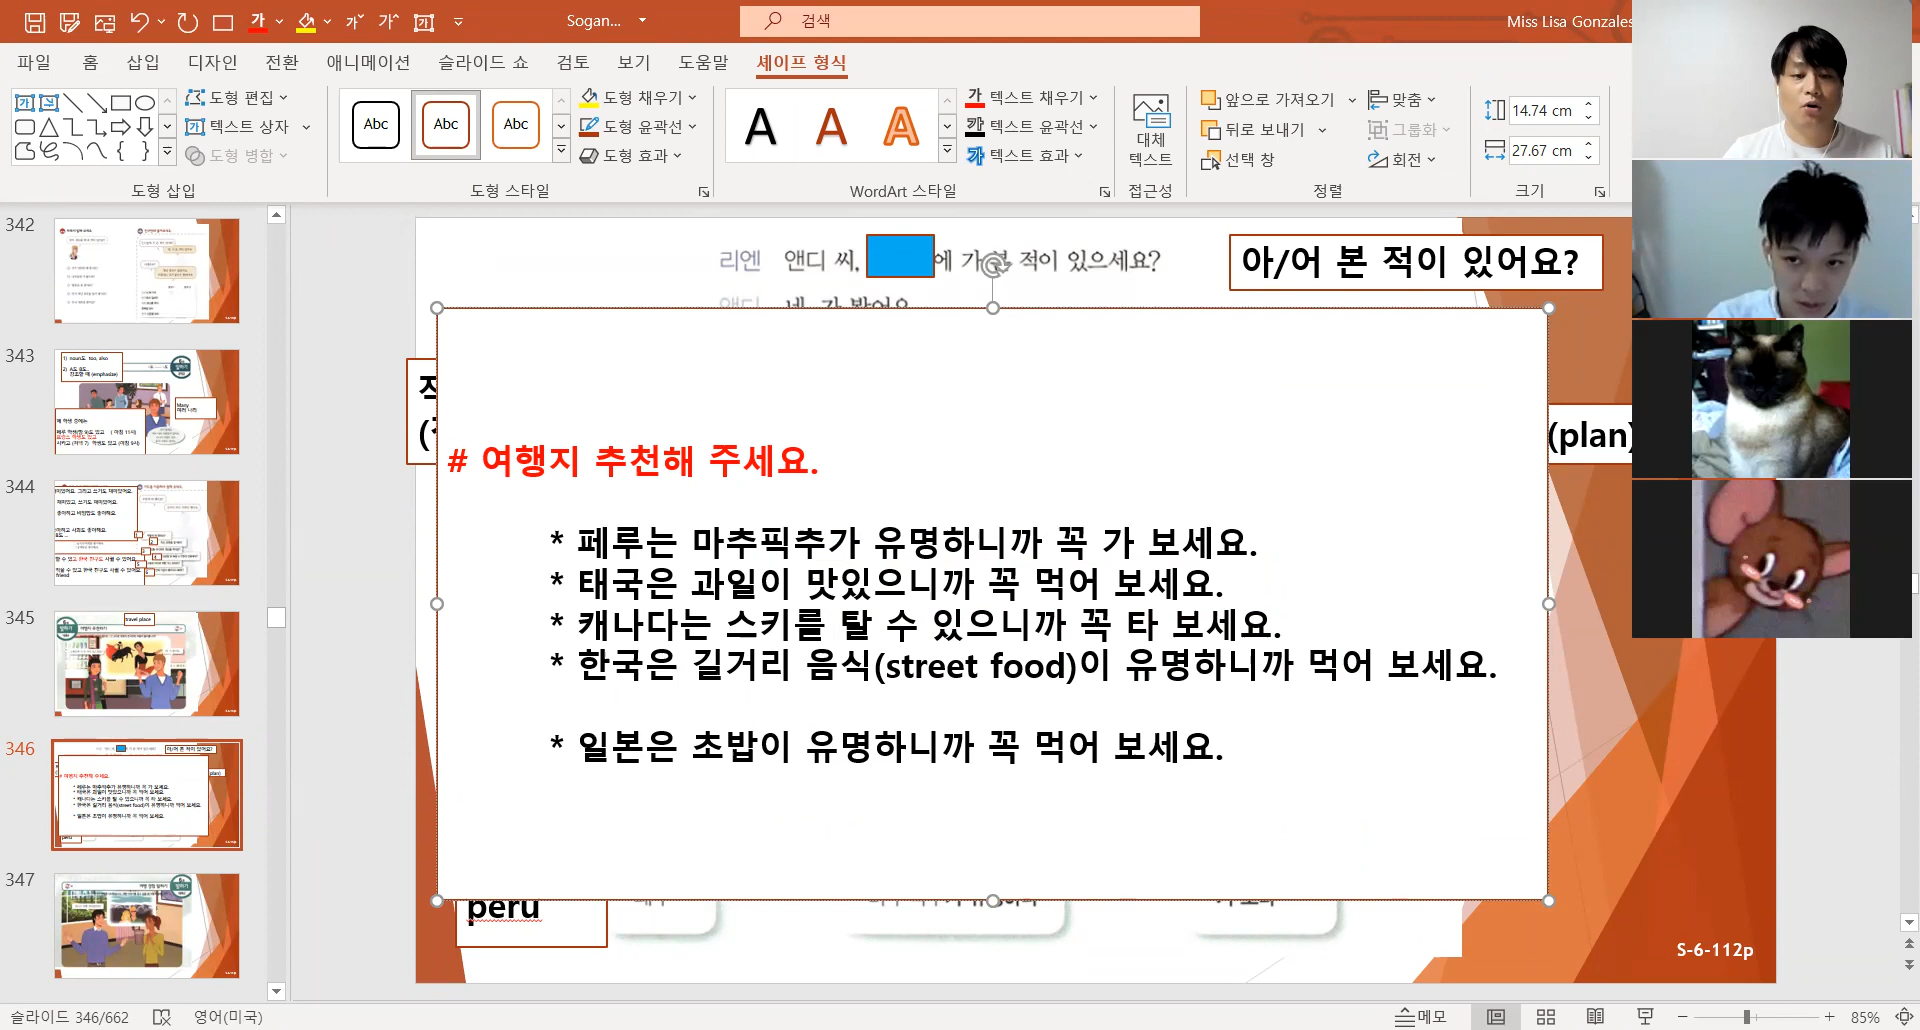 Sogan...
검색
Miss Lisa Gonzales
파일 홈 삽입 디자인 전환 애니메이션 슬라이드 쇼 검토 보기 도움말 셰이프 형식
도형 편집
텍스트 상자
도형 병합
도형 삽입
Abc Abc Abc
도형 채우기
도형 윤곽선
도형 효과
도형 스타일
A A A
텍스트 채우기
텍스트 윤곽선
텍스트 효과
WordArt 스타일
대체
텍스트
접근성
앞으로 가져오기
뒤로 보내기
선택 창
맞춤
그룹화
회전
정렬
14.74 cm
27.67 cm
크기
342
343
344
345
346
347
리엔 앤디 씨, 에 가 본 적이 있으세요?
아/어 본 적이 있어요?
(plan)
# 여행지 추천해 주세요.
* 페루는 마추픽추가 유명하니까 꼭 가 보세요.
* 태국은 과일이 맛있으니까 꼭 먹어 보세요.
* 캐나다는 스키를 탈 수 있으니까 꼭 타 보세요.
* 한국은 길거리 음식(street food)이 유명하니까 먹어 보세요.
* 일본은 초밥이 유명하니까 꼭 먹어 보세요.
peru
S-6-112p
슬라이드 346/662
영어(미국)
메모
85%